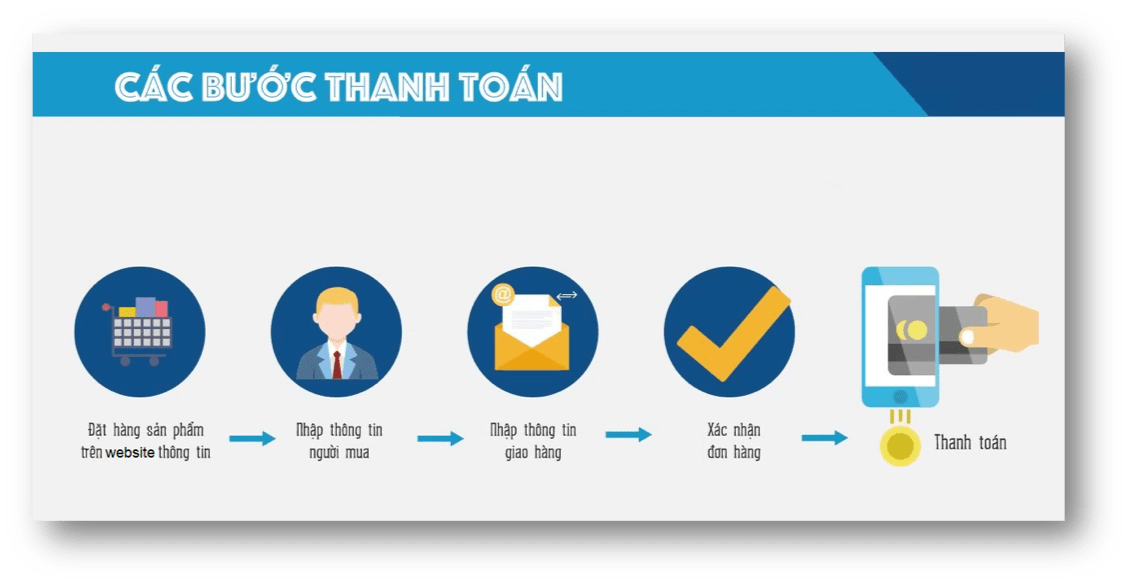 CÁC BƯỚC THANH TOÁN
Đặt hàng sản phẩm
trên website thông tin
Nhập thông tin
người mua
Nhập thông tin
giao hàng
Xác nhận
đơn hàng
Thanh toán
@